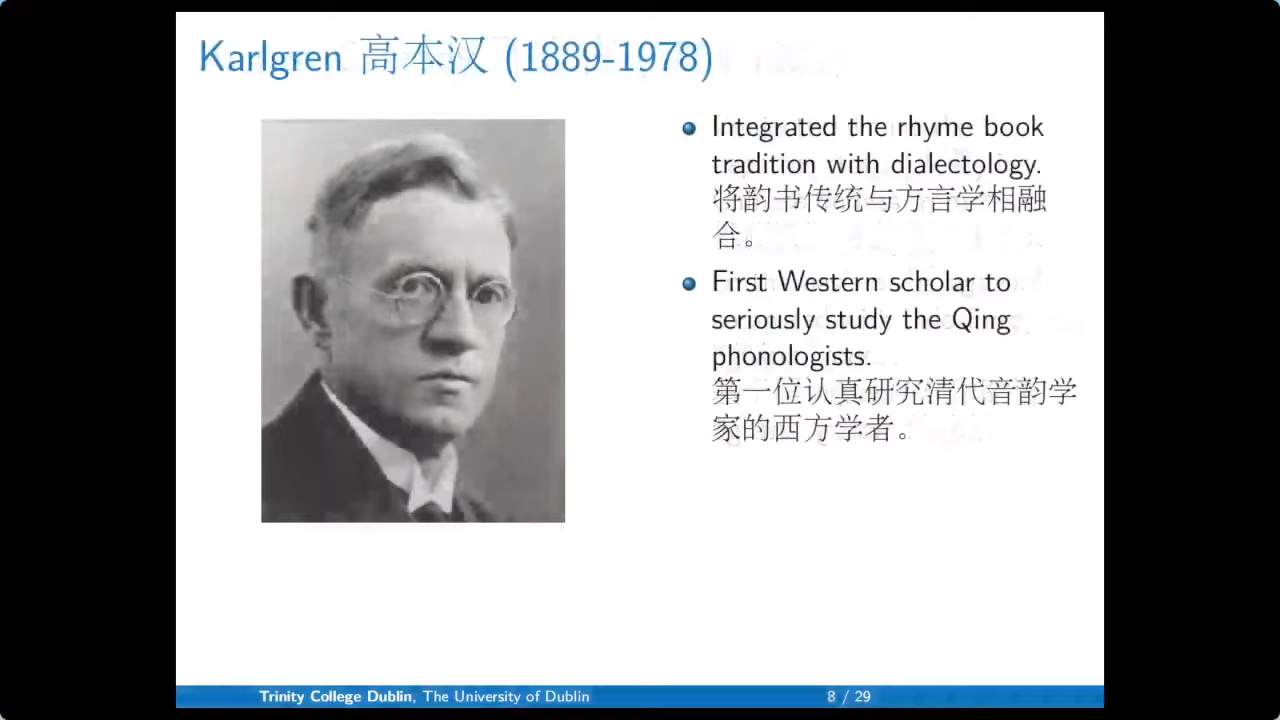 Karlgren 高本汉 (1889-1978)
Integrated the rhyme book
tradition with dialectology.
将韵书传统与方言学相融
合。
First Western scholar to
seriously study the Qing
phonologists.
第一位认真研究清代音韵学
家的西方学者。
Trinity College Dublin, The University of Dublin
8 / 29